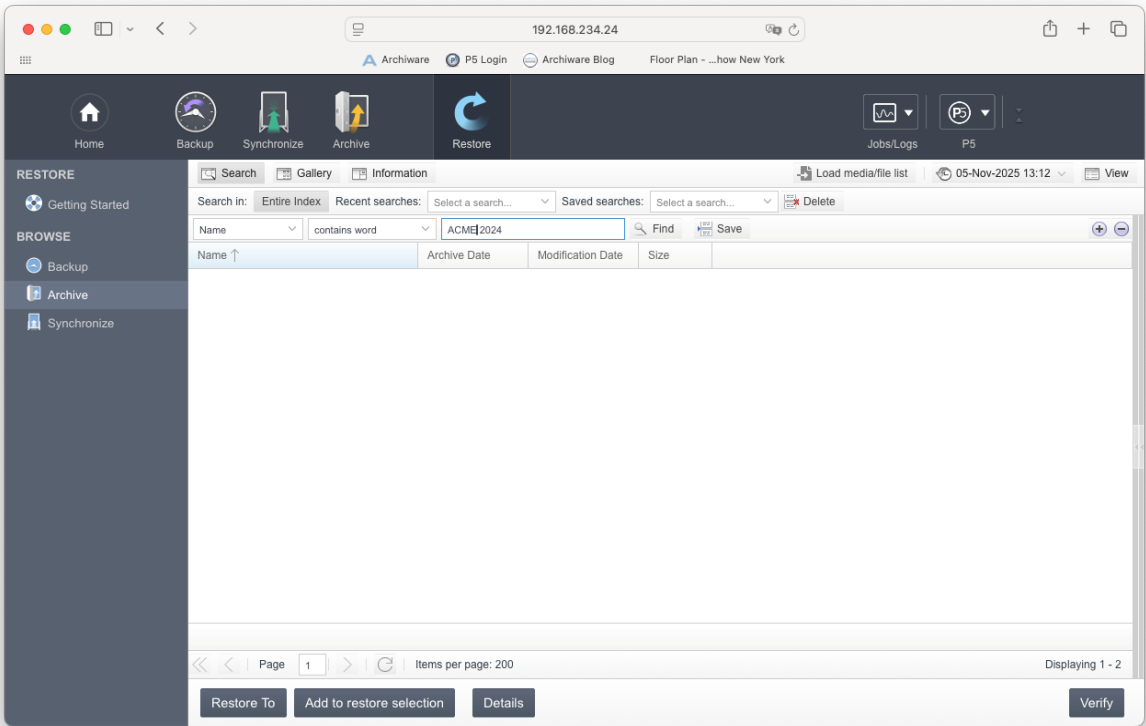 192.168.234.24
Archiware P5 Login Archiware Blog Floor Plan - ...how New York
Home Backup Synchronize Archive Restore Jobs/Logs P5
RESTORE
Getting Started
BROWSE
Backup
Archive
Synchronize
Search Gallery Information Load media/file list 05-Nov-2025 13:12 View
Search in: Entire Index Recent searches: Select a search... Saved searches: Select a search... Delete
Name contains word ACME 2024 Find Save
Name Archive Date Modification Date Size
Page 1 Items per page: 200 Displaying 1 - 2
Restore To Add to restore selection Details Verify